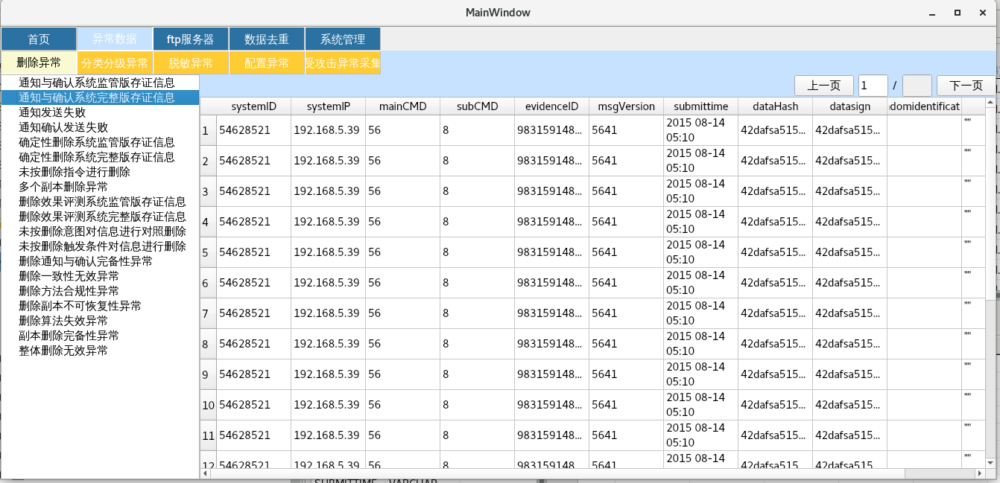 MainWindow
首页 异常数据 ftp服务器 数据去重 系统管理
删除异常 分类分级异常 脱敏异常 配置异常 受攻击异常采集
上一页 1 / 下一页
通知与确认系统监管版存证信息
通知与确认系统完整版存证信息
通知发送失败
通知确认发送失败
确定性删除系统监管版存证信息
确定性删除系统完整版存证信息
未按删除指令进行删除
多个副本删除异常
删除效果评测系统监管版存证信息
删除效果评测系统完整版存证信息
未按删除意图对信息进行对照删除
未按删除触发条件对信息进行删除
删除通知与确认完备性异常
删除一致性无效异常
删除方法合规性异常
删除副本不可恢复性异常
删除算法失效异常
副本删除完备性异常
整体删除无效异常
systemID systemIP mainCMD subCMD evidenceID msgVersion submittime dataHash datasign domidentificat
1 54628521 192.168.5.39 56 8 983159148... 5641 2015 08-14 05:10 42dafsa515... 42dafsa515... ""
2 54628521 192.168.5.39 56 8 983159148... 5641 2015 08-14 05:10 42dafsa515... 42dafsa515... ""
3 54628521 192.168.5.39 56 8 983159148... 5641 2015 08-14 05:10 42dafsa515... 42dafsa515... ""
4 54628521 192.168.5.39 56 8 983159148... 5641 2015 08-14 05:10 42dafsa515... 42dafsa515... ""
5 54628521 192.168.5.39 56 8 983159148... 5641 2015 08-14 05:10 42dafsa515... 42dafsa515... ""
6 54628521 192.168.5.39 56 8 983159148... 5641 2015 08-14 05:10 42dafsa515... 42dafsa515... ""
7 54628521 192.168.5.39 56 8 983159148... 5641 2015 08-14 05:10 42dafsa515... 42dafsa515... ""
8 54628521 192.168.5.39 56 8 983159148... 5641 2015 08-14 05:10 42dafsa515... 42dafsa515... ""
9 54628521 192.168.5.39 56 8 983159148... 5641 2015 08-14 05:10 42dafsa515... 42dafsa515... ""
10 54628521 192.168.5.39 56 8 983159148... 5641 2015 08-14 05:10 42dafsa515... 42dafsa515... ""
11 54628521 192.168.5.39 56 8 983159148... 5641 2015 08-14 05:10 42dafsa515... 42dafsa515... ""
12 54628521 192.168.5.39 56 8 983159148... 5641 2015 08-14 42dafsa515... 42dafsa515... ""
SUBMITTIME VARCHAR